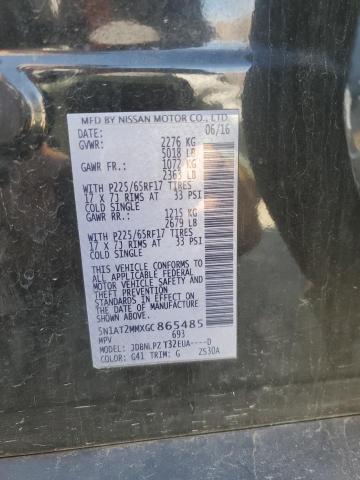 MFD BY NISSAN MOTOR CO., LTD.
DATE: 06/16
GVWR: 2276 KG
5018 LB
GAWR FR.: 1072 KG
2363 LB
WITH P225/65RF17 TIRES
17 X 7J RIMS AT 33 PSI
COLD SINGLE
GAWR RR.: 1215 KG
2679 LB
WITH P225/65RF17 TIRES
17 X 7J RIMS AT 33 PSI
COLD SINGLE
THIS VEHICLE CONFORMS TO ALL
APPLICABLE FEDERAL
MOTOR VEHICLE SAFETY AND
THEFT PREVENTION
STANDARDS IN EFFECT
ON THE DATE OF
MANUFACTURE SHOWN ABOVE.
5N1AT2MMXGC865485
MPV 693
MODEL: JDBNLPZ T32EUA----D
COLOR: G41 TRIM: G 2S30A